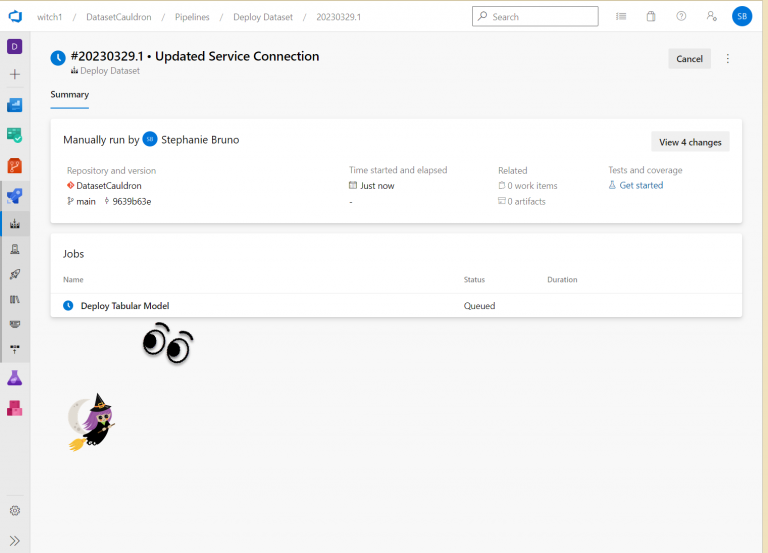 witch1 / DatasetCauldron / Pipelines / Deploy Dataset / 20230329.1
Search
SB
D
#20230329.1 • Updated Service Connection
Deploy Dataset
Cancel
Summary
Manually run by SB Stephanie Bruno
View 4 changes
Repository and version
DatasetCauldron
main 9639b63e
Time started and elapsed
Just now
-
Related
0 work items
0 artifacts
Tests and coverage
Get started
Jobs
Name Status Duration
Deploy Tabular Model Queued